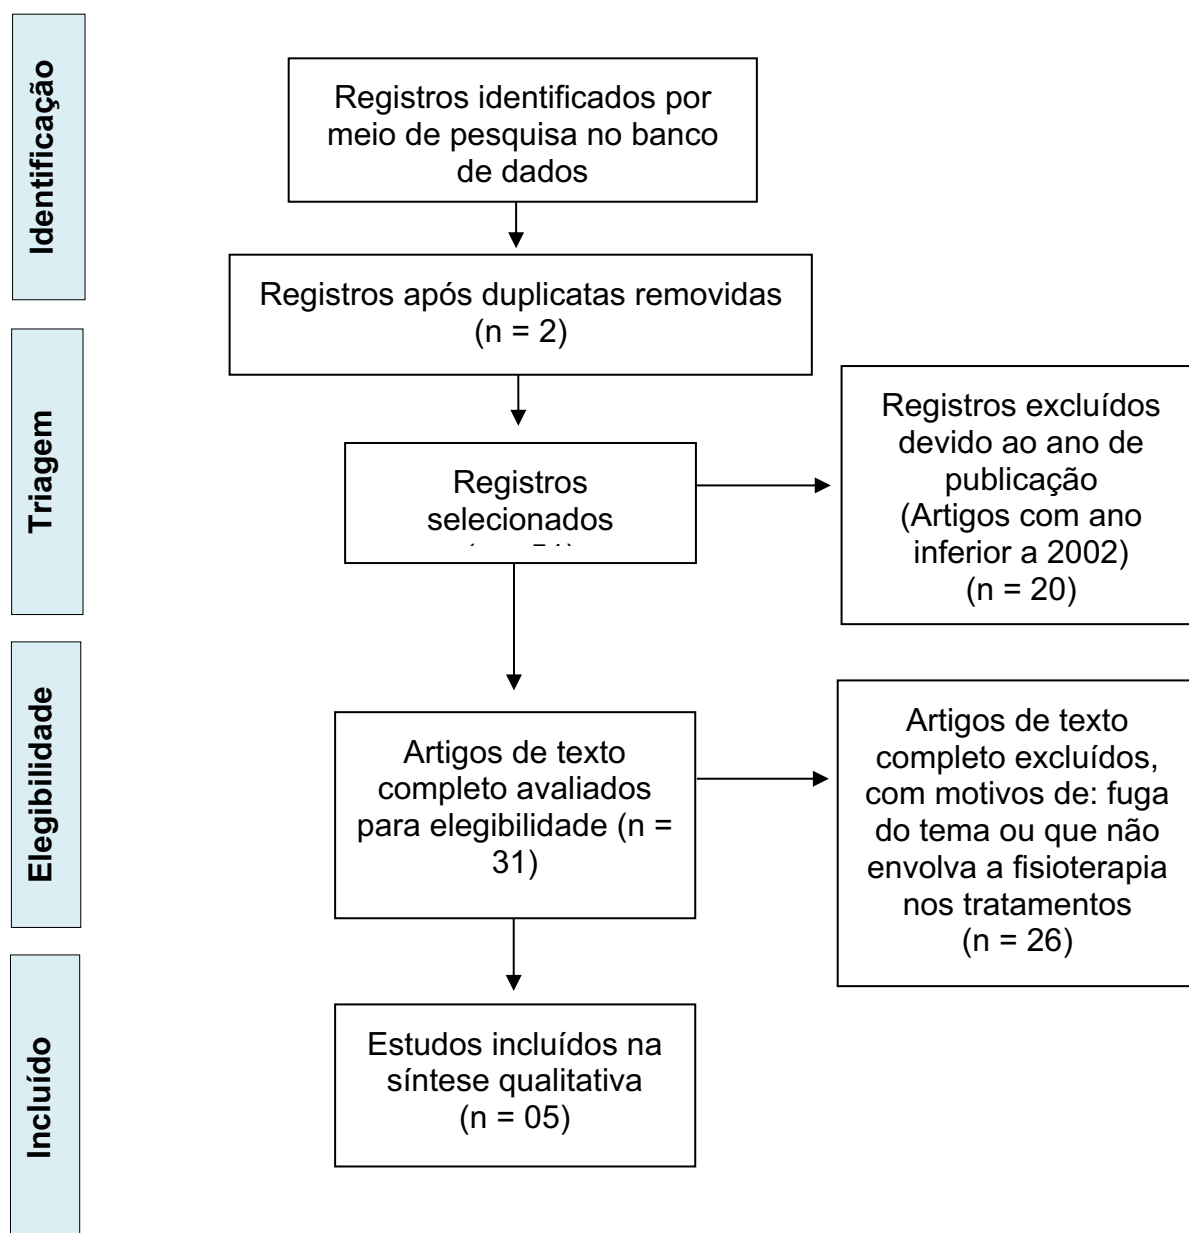 Identificação
Registros identificados por
meio de pesquisa no banco
de dados
Registros após duplicatas removidas
(n = 2)
Triagem
Registros
selecionados
Registros excluídos
devido ao ano de
publicação
(Artigos com ano
inferior a 2002)
(n = 20)
Elegibilidade
Artigos de texto
completo avaliados
para elegibilidade (n =
31)
Artigos de texto
completo excluídos,
com motivos de: fuga
do tema ou que não
envolva a fisioterapia
nos tratamentos
(n = 26)
Incluído
Estudos incluídos na
síntese qualitativa
(n = 05)